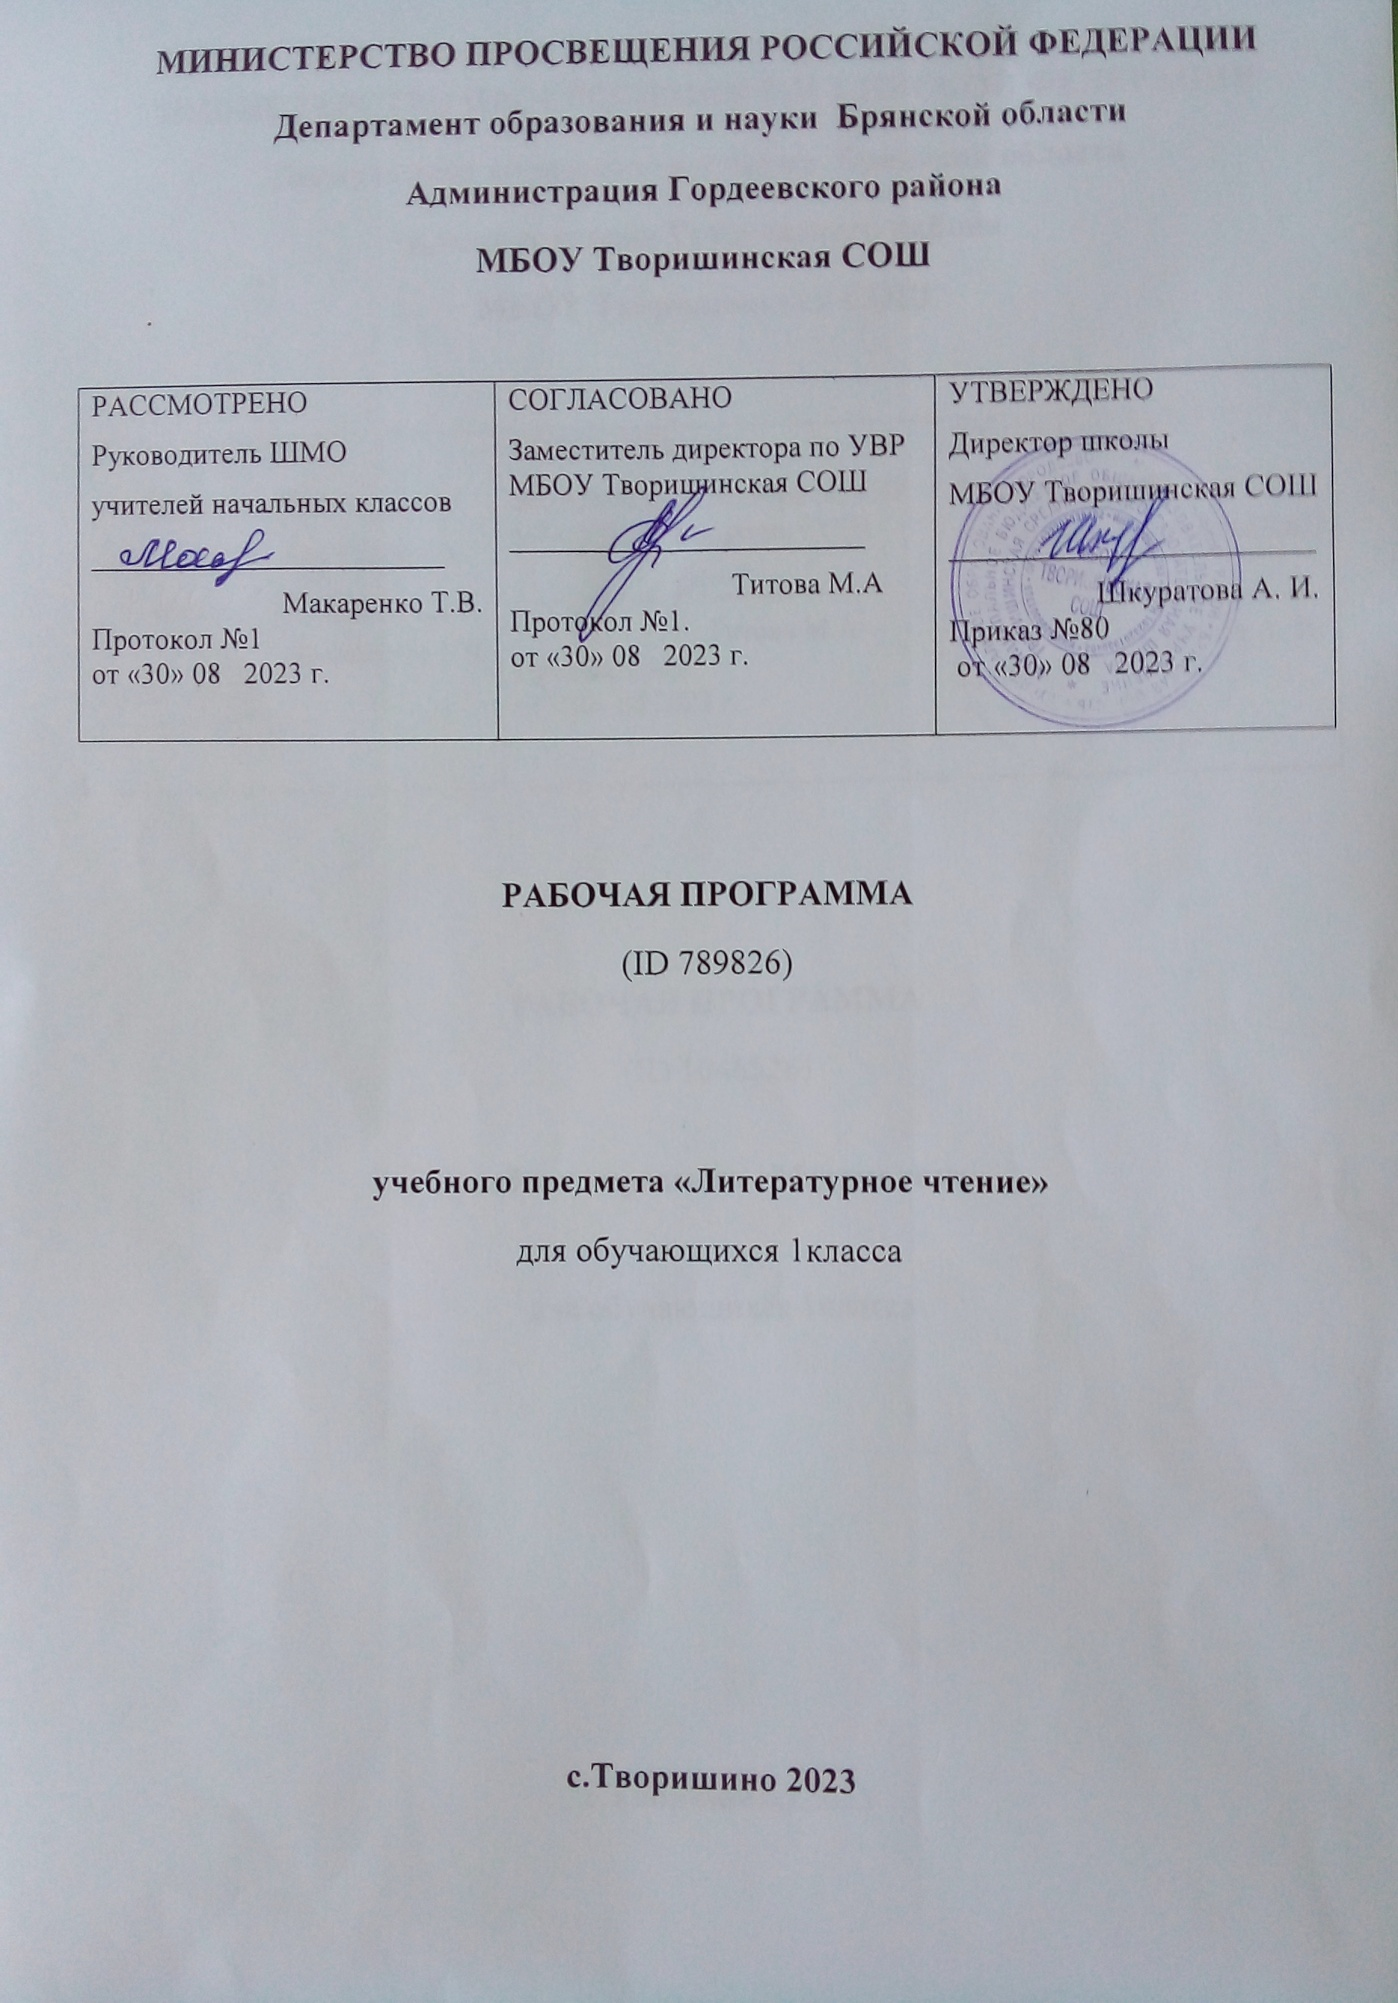 МИНИСТЕРСТВО ПРОСВЕЩЕНИЯ РОССИЙСКОЙ ФЕДЕРАЦИИ
Департамент образования и науки Брянской области
Администрация Гордеевского района
МБОУ Творишинская СОШ
РАССМОТРЕНО
Руководитель ШМО
учителей начальных классов
Макаренко Т.В.
Протокол №1
от «30» 08 2023 г.
СОГЛАСОВАНО
Заместитель директора по УВР
МБОУ Творишинская СОШ
Титова М.А
Протокол №1.
от «30» 08 2023 г.
УТВЕРЖДЕНО
Директор школы
МБОУ Творишинская СОШ
Шкуратова А. И.
Приказ №80
от «30» 08 2023 г.
РАБОЧАЯ ПРОГРАММА
(ID 789826)
учебного предмета «Литературное чтение»
для обучающихся 1класса
с.Творишино 2023